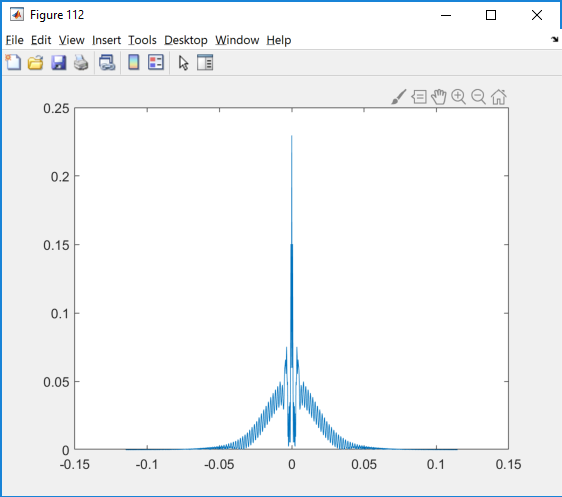 Figure 112
File Edit View Insert Tools Desktop Window Help
0.25
0.2
0.15
0.1
0.05
0
-0.15 -0.1 -0.05 0 0.05 0.1 0.15